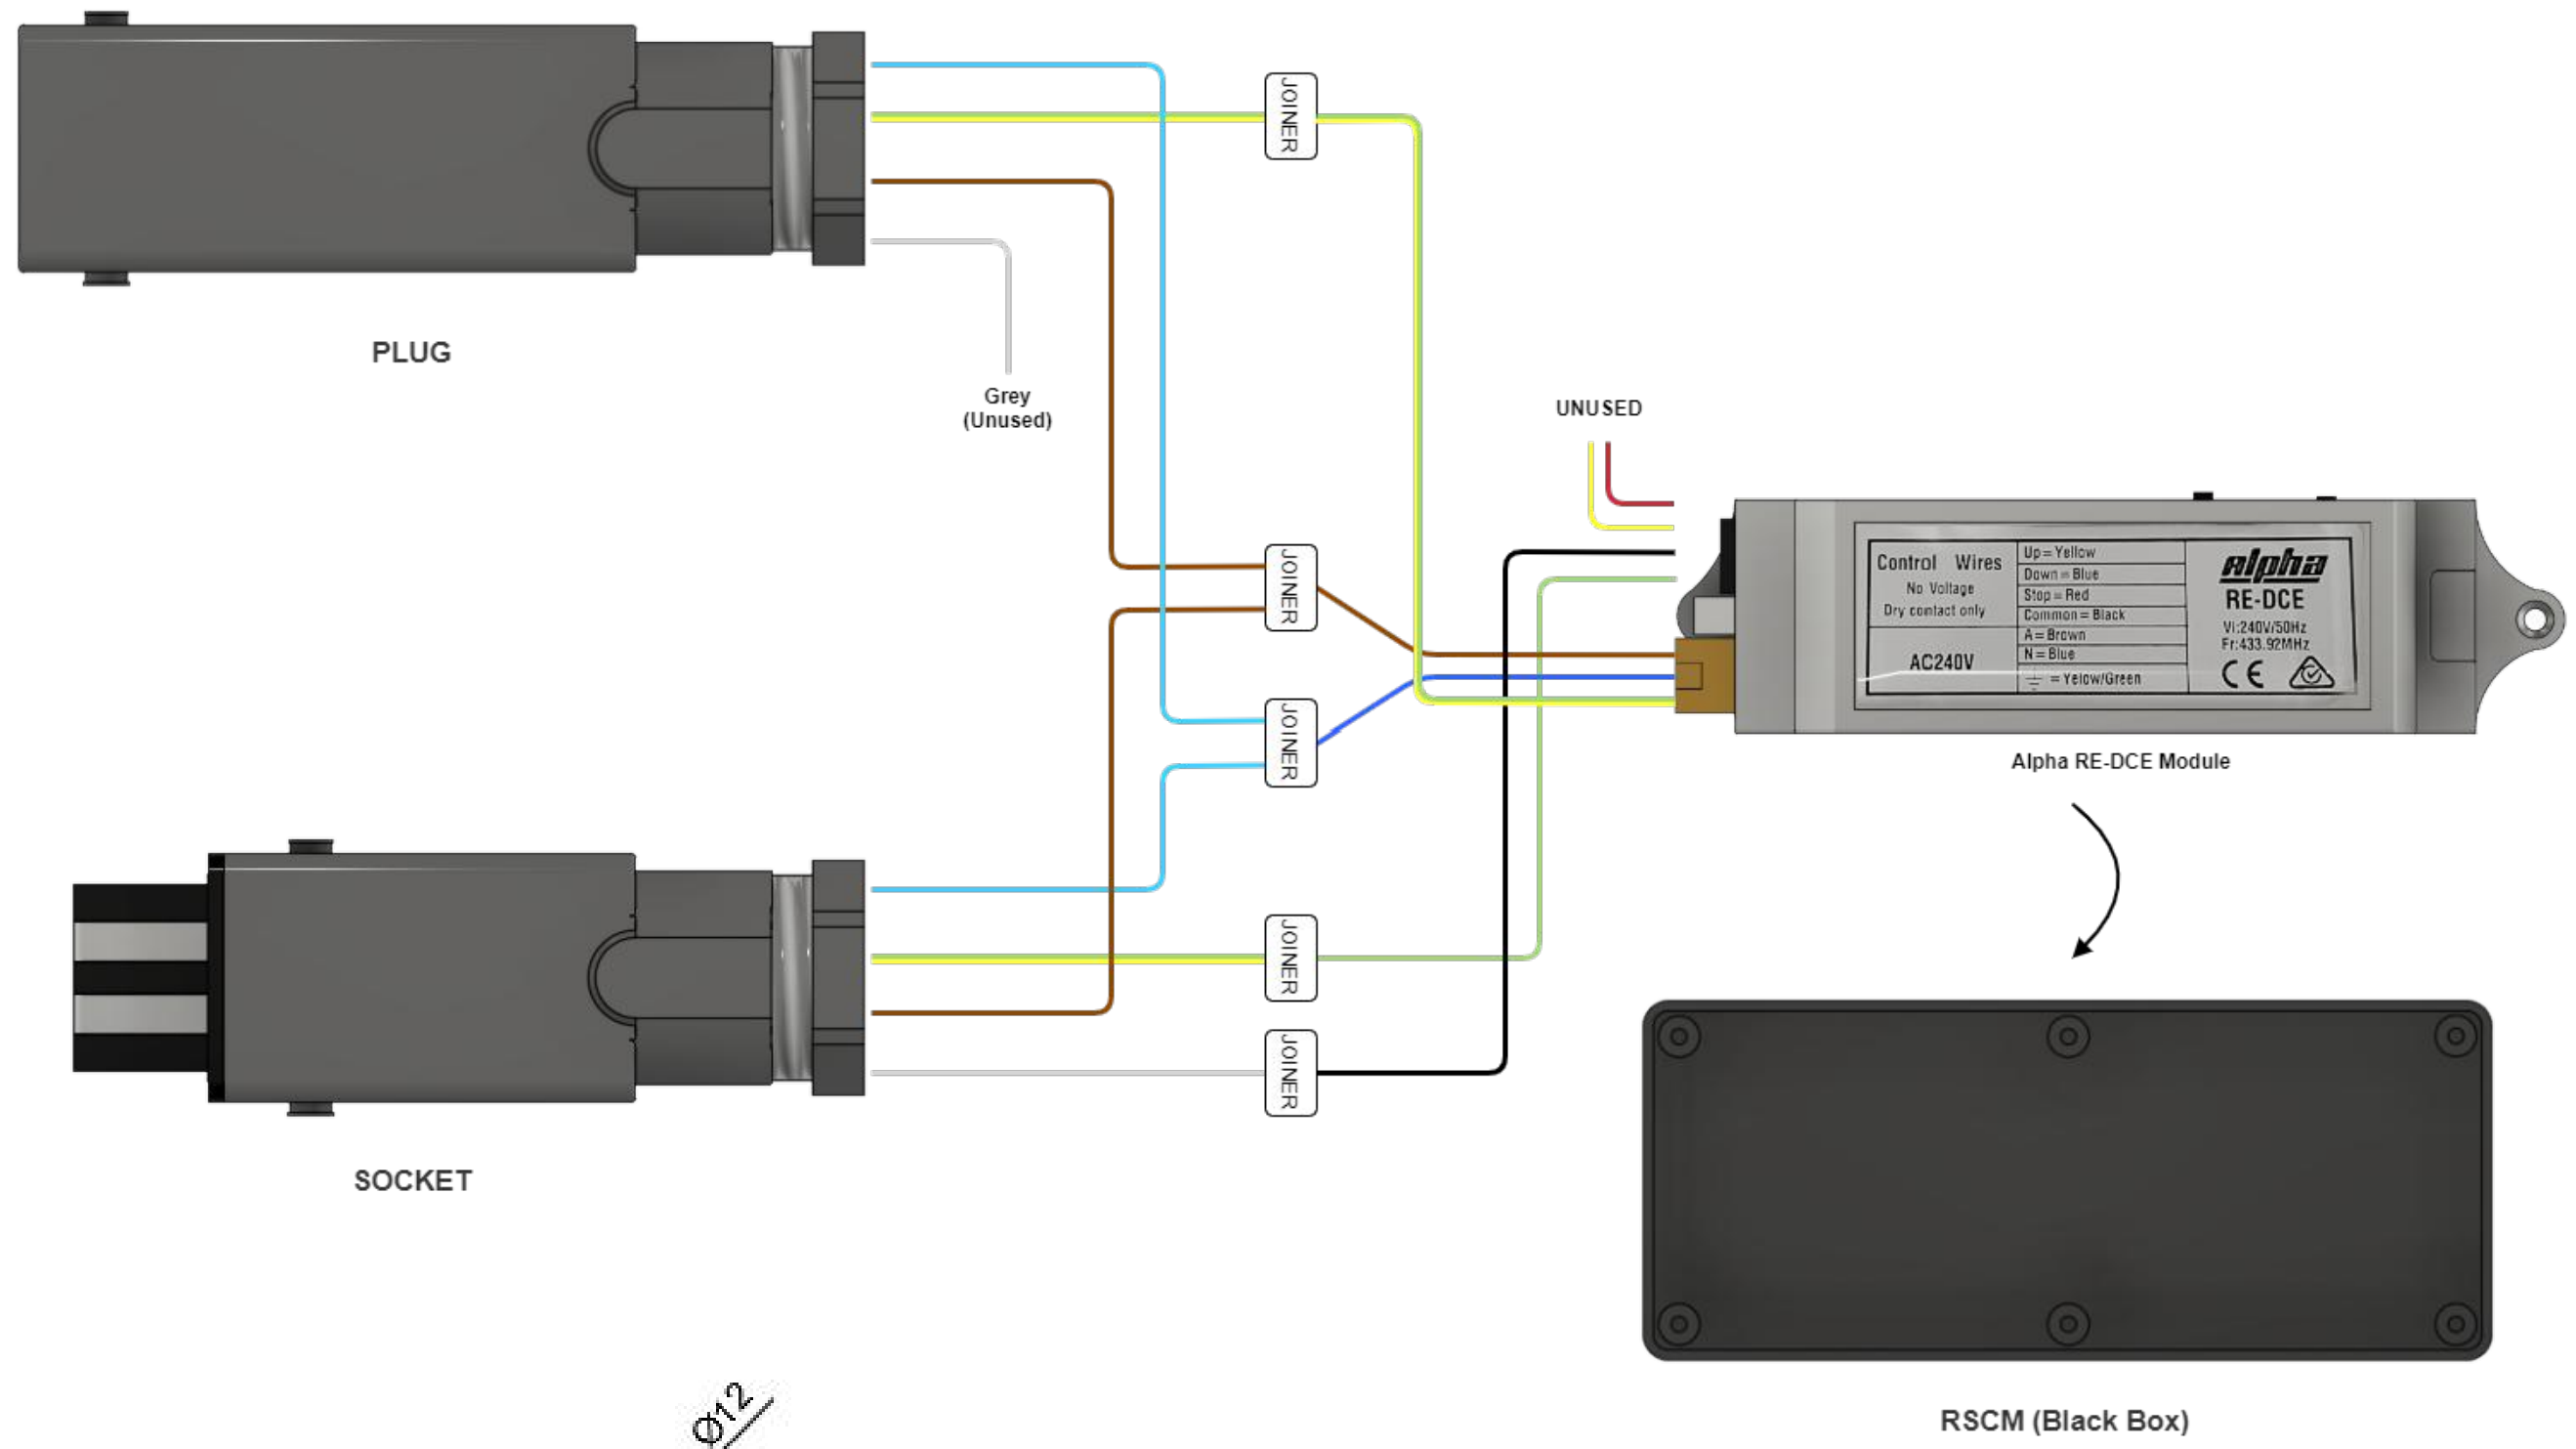 JOINER
PLUG
Grey
(Unused)
UNUSED
JOINER
Control Wires
No Voltage
Dry contact only
AC240V
Up=Yellow
Down=Blue
Stop=Red
Common=Black
A=Brown
N=Blue
=Yelow/Green
alpha
RE-DCE
Vi:240V/50Hz
Fr:433.92MHz
CE
JOINER
Alpha RE-DCE Module
JOINER
JOINER
SOCKET
RSCM (Black Box)
Ø12